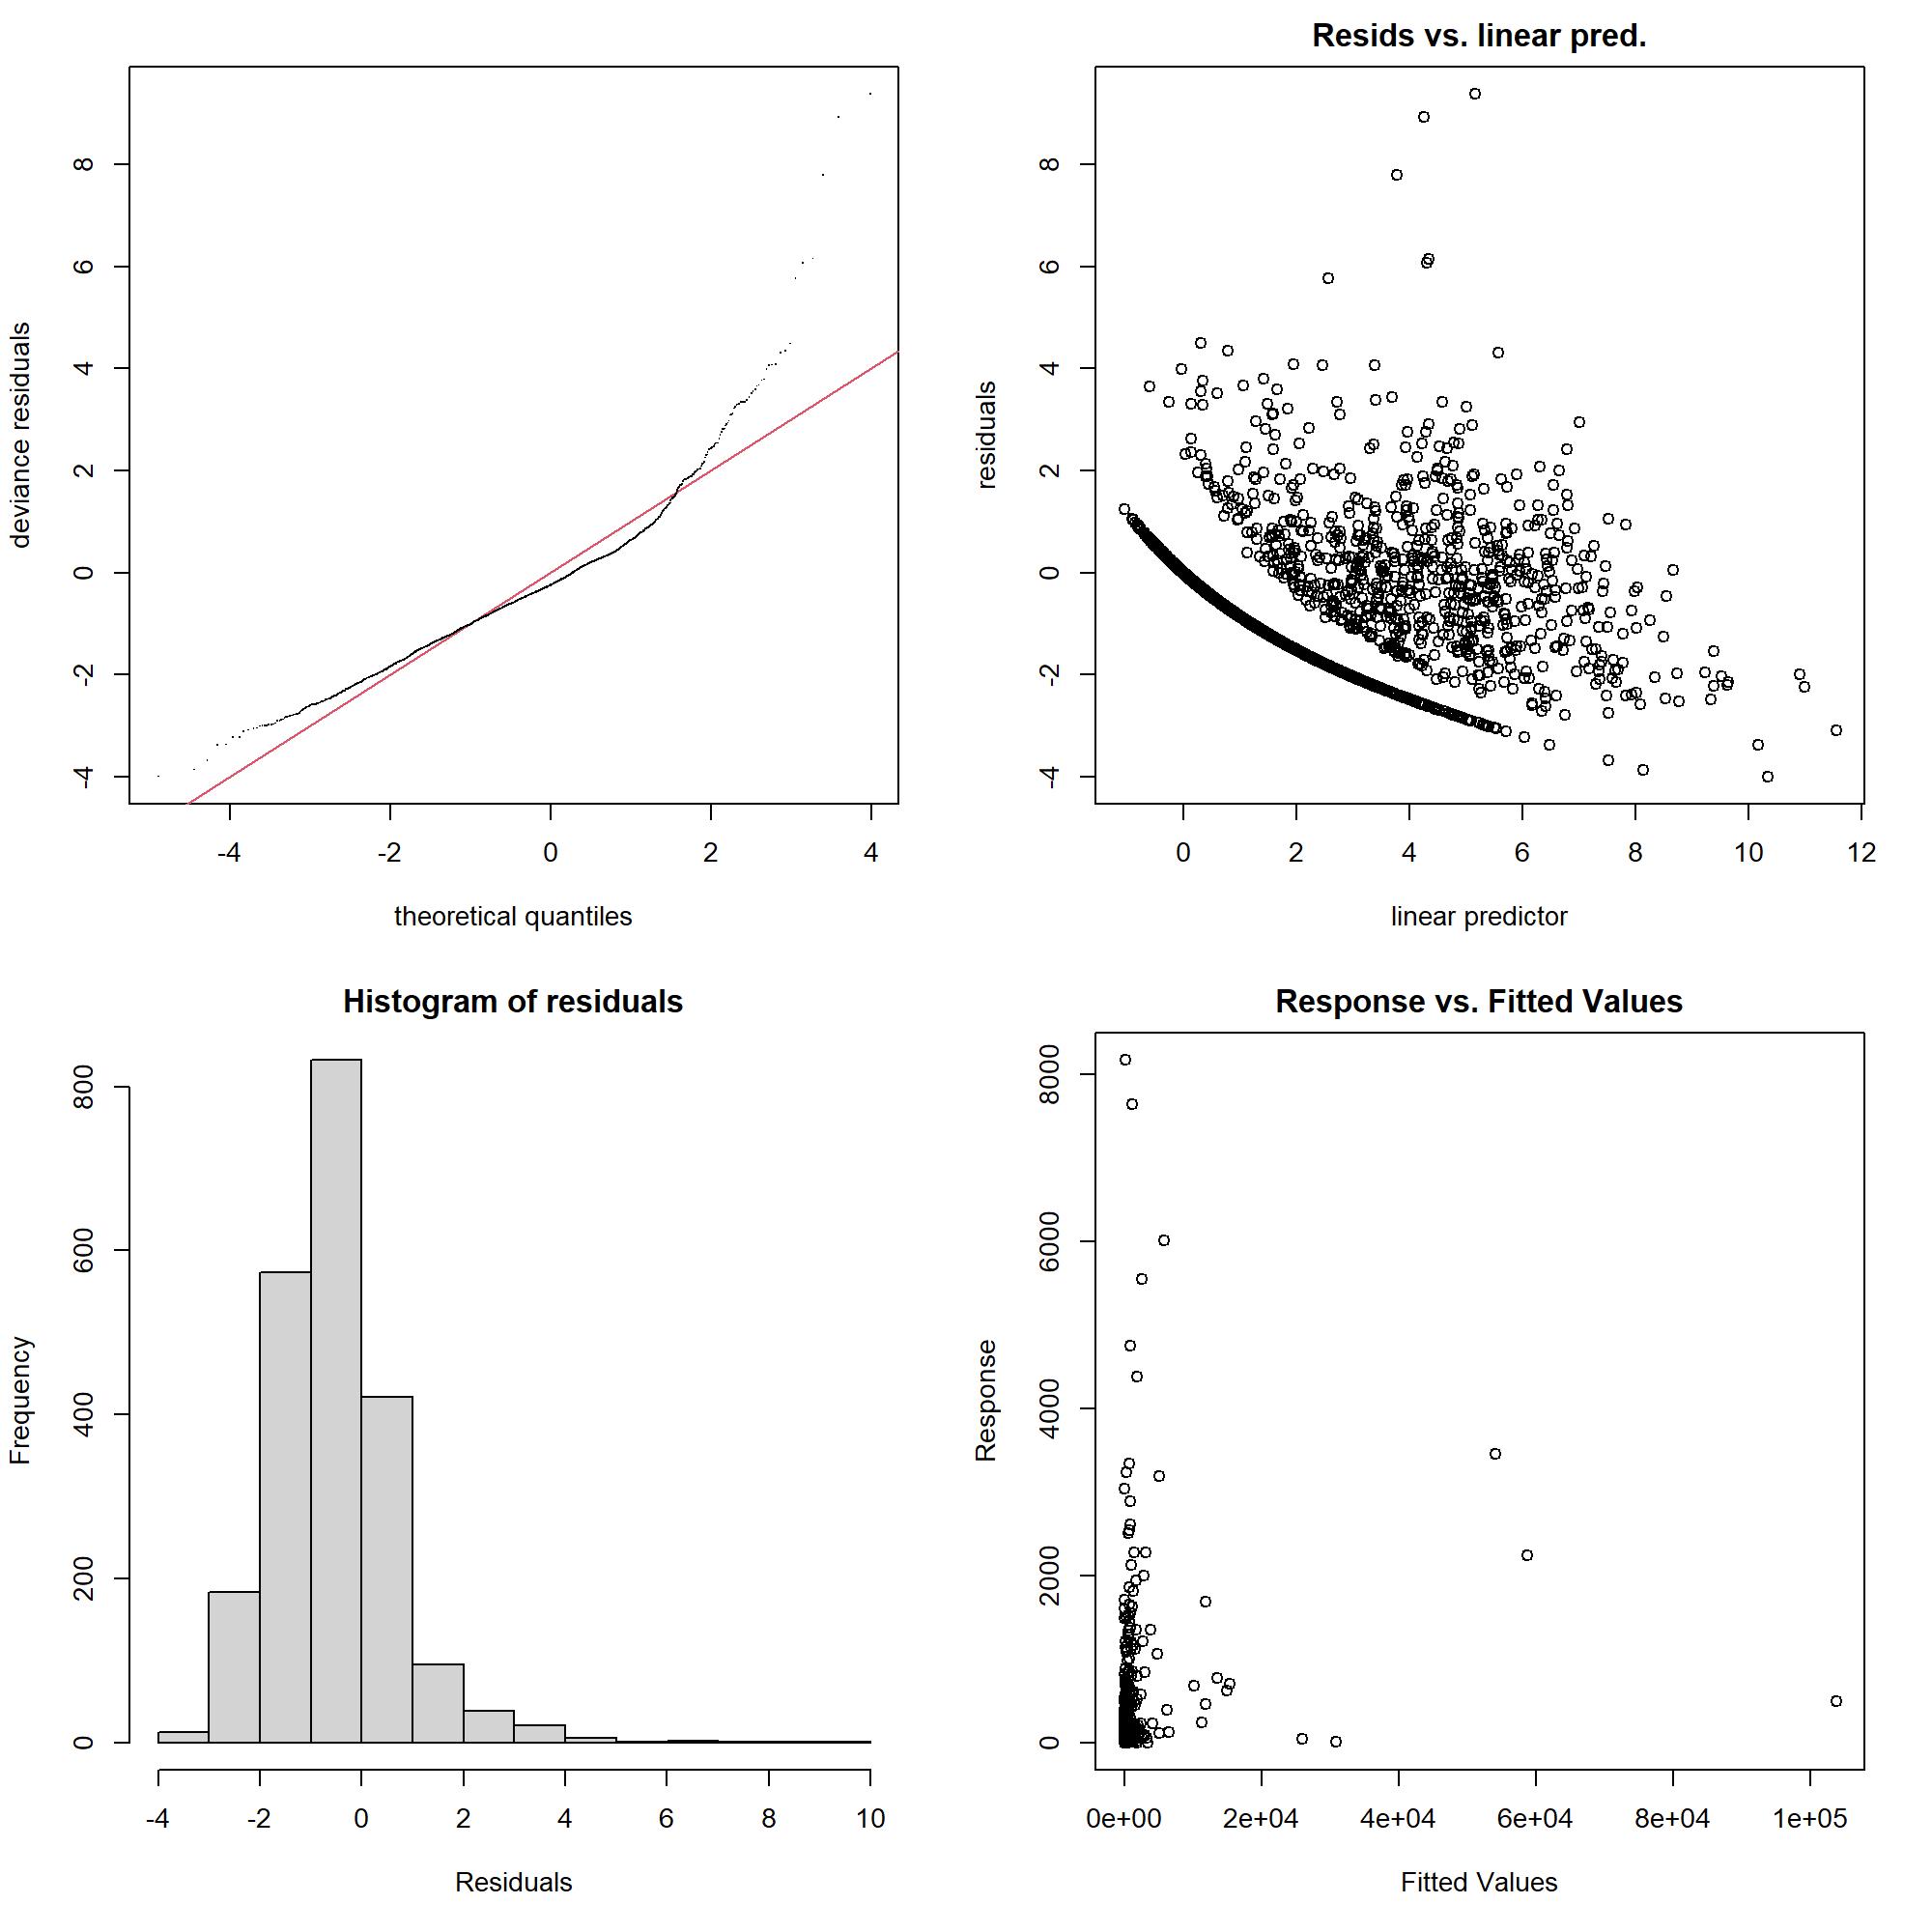 deviance residuals
8
6
4
2
0
-2
-4
-4 -2 0 2 4
theoretical quantiles
Resids vs. linear pred.
residuals
8
6
4
2
0
-2
-4
0 2 4 6 8 10 12
linear predictor
Histogram of residuals
Frequency
800
600
400
200
0
-4 -2 0 2 4 6 8 10
Residuals
Response vs. Fitted Values
Response
8000
6000
4000
2000
0
0e+00 2e+04 4e+04 6e+04 8e+04 1e+05
Fitted Values